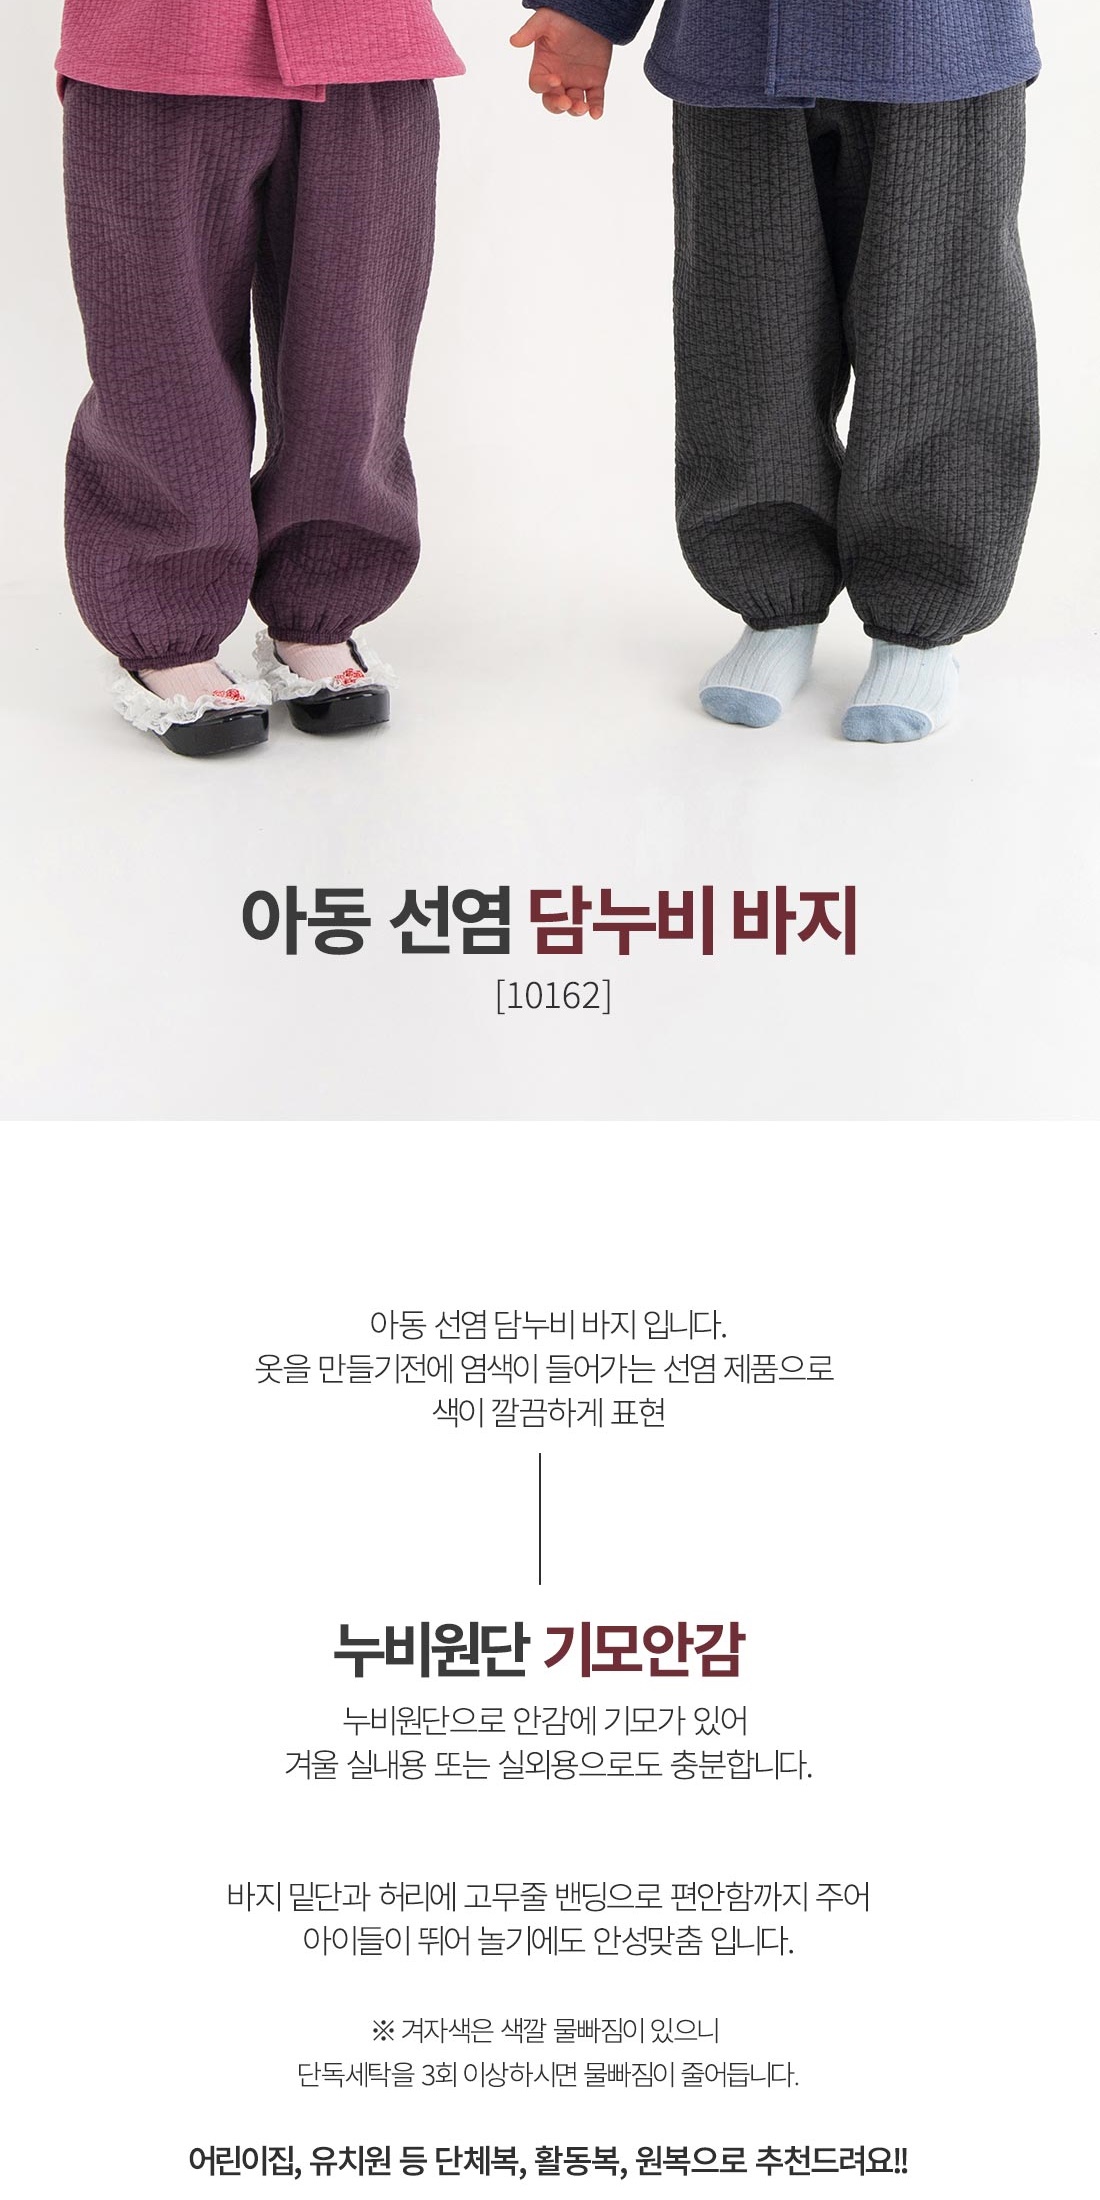 아동 선염 담누비 바지
[10162]
아동 선염 담누비 바지 입니다.
옷을 만들기전에 염색이 들어가는 선염 제품으로
색이 깔끔하게 표현
누비원단 기모안감
누비원단으로 안감에 기모가 있어
겨울 실내용 또는 실외용으로도 충분합니다.
바지 밑단과 허리에 고무줄 밴딩으로 편안함까지 주어
아이들이 뛰어 놀기에도 안성맞춤 입니다.
※ 겨자색은 색깔 물빠짐이 있으니
단독세탁을 3회 이상하시면 물빠짐이 줄어듭니다.
어린이집, 유치원 등 단체복, 활동복, 원복으로 추천드려요!!